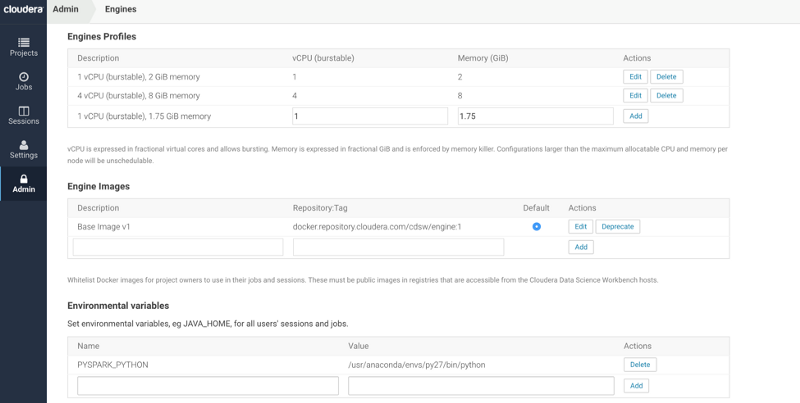 cloudera
Admin
Engines
Projects
Jobs
Sessions
Settings
Admin
Engines Profiles
Description vCPU (burstable) Memory (GiB) Actions
1 vCPU (burstable), 2 GiB memory 1 2 Edit Delete
4 vCPU (burstable), 8 GiB memory 4 8 Edit Delete
1 vCPU (burstable), 1.75 GiB memory 1 1.75 Add
vCPU is expressed in fractional virtual cores and allows bursting. Memory is expressed in fractional GiB and is enforced by memory killer. Configurations larger than the maximum allocatable CPU and memory per
node will be unschedulable.
Engine Images
Description Repository:Tag Default Actions
Base Image v1 docker.repository.cloudera.com/cdsw/engine:1 Edit Deprecate
Add
Whitelist Docker images for project owners to use in their jobs and sessions. These must be public images in registries that are accessible from the Cloudera Data Science Workbench hosts.
Environmental variables
Set environmental variables, eg JAVA_HOME, for all users' sessions and jobs.
Name Value Actions
PYSPARK_PYTHON /usr/anaconda/envs/py27/bin/python Delete
Add